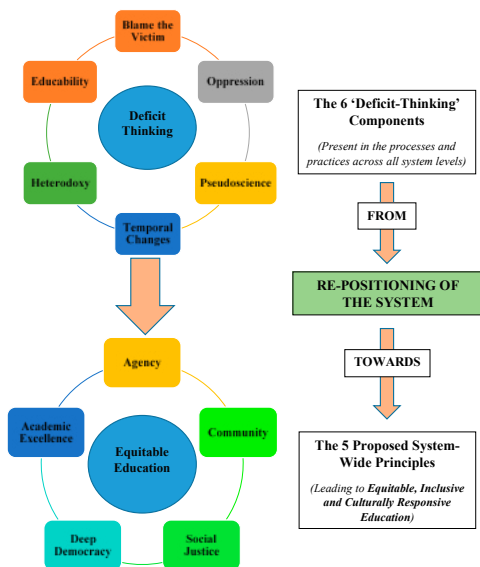 Blame the
Victim
Educability
Oppression
Deficit
Thinking
Heterodoxy
Pseudoscience
Temporal
Changes
Agency
Academic
Excellence
Community
Equitable
Education
Deep
Democracy
Social
Justice
The 6 ‘Deficit-Thinking’
Components
(Present in the processes and
practices across all system levels)
FROM
RE-POSITIONING OF
THE SYSTEM
TOWARDS
The 5 Proposed System-
Wide Principles
(Leading to Equitable, Inclusive
and Culturally Responsive
Education)